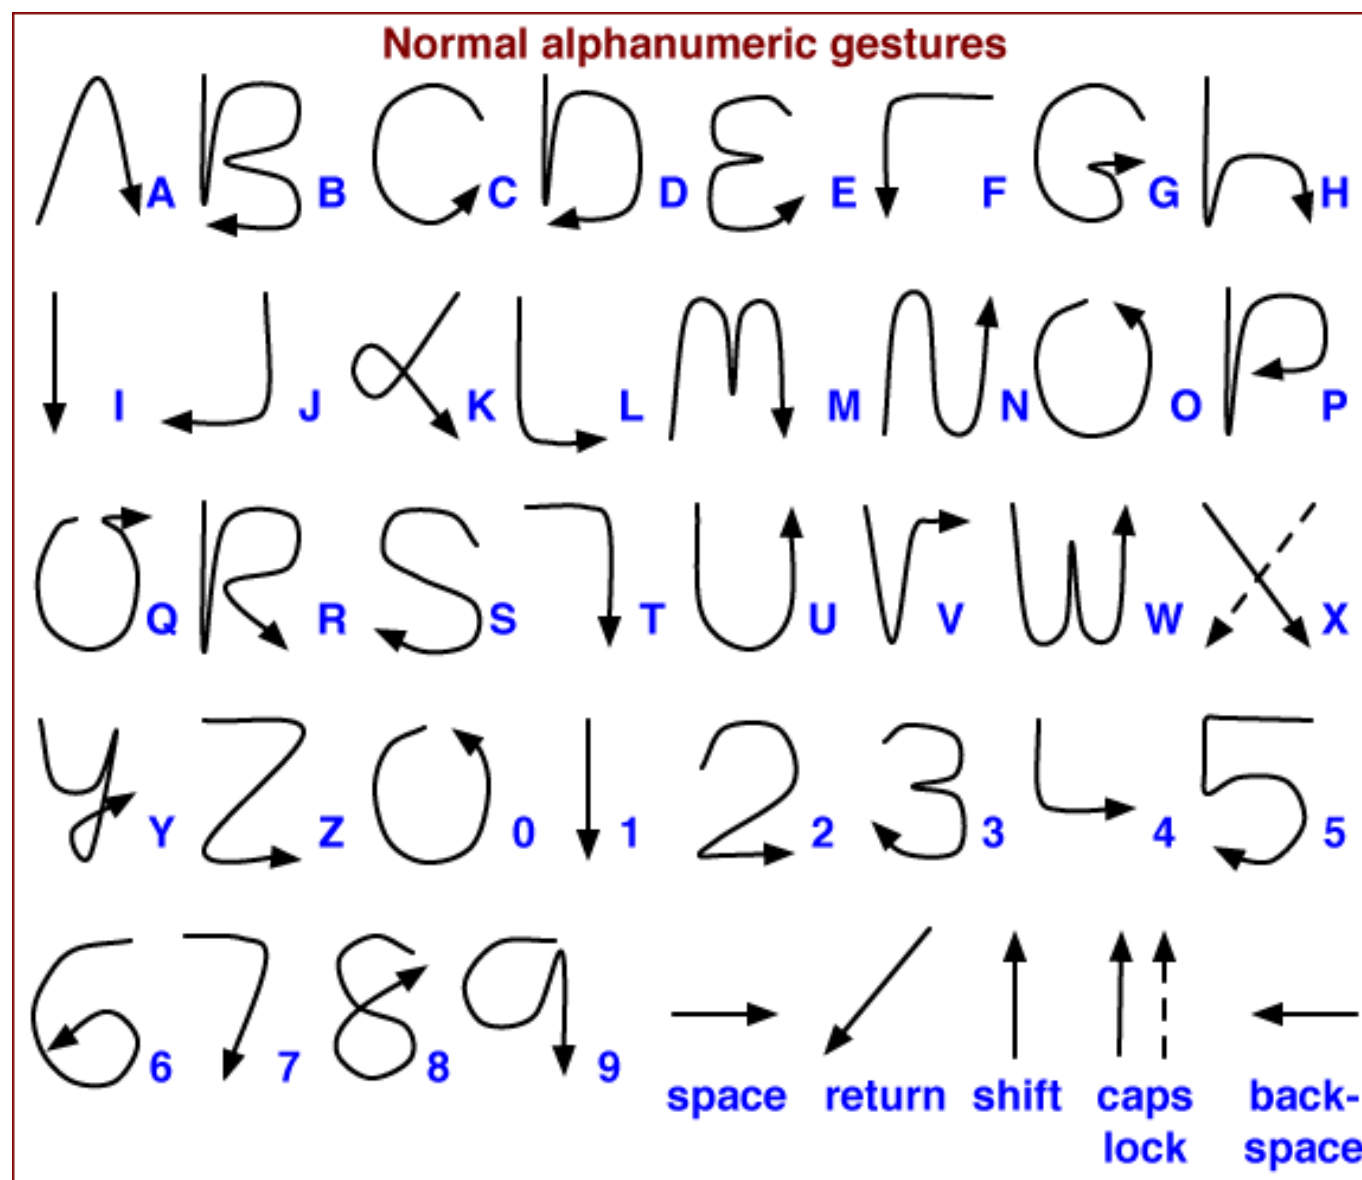 Normal alphanumeric gestures
A B C D E F G H
I J K L M N O P
Q R S T U V W X
Y Z 0 1 2 3 4 5
6 7 8 9
space return shift caps back-
lock space